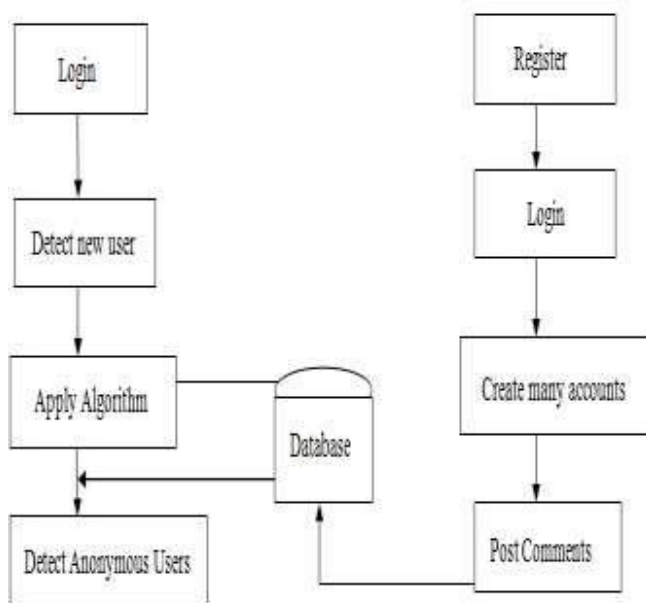 Login
Detect new user
Apply Algorithm
Detect Anonymous Users
Database
Register
Login
Create many accounts
Post Comments